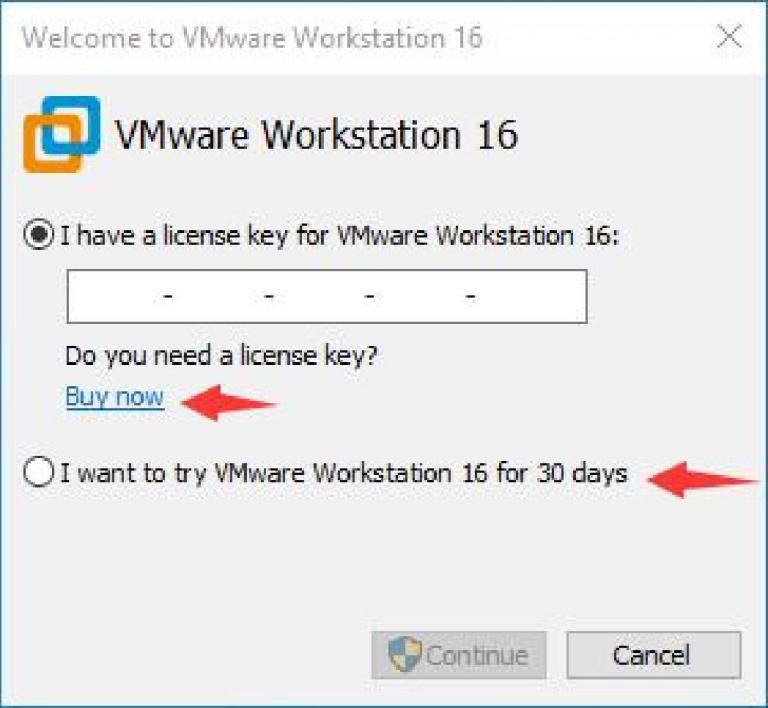 Welcome to VMware Workstation 16
VMware Workstation 16
I have a license key for VMware Workstation 16:
- - - -
Do you need a license key?
Buy now
I want to try VMware Workstation 16 for 30 days
Continue
Cancel